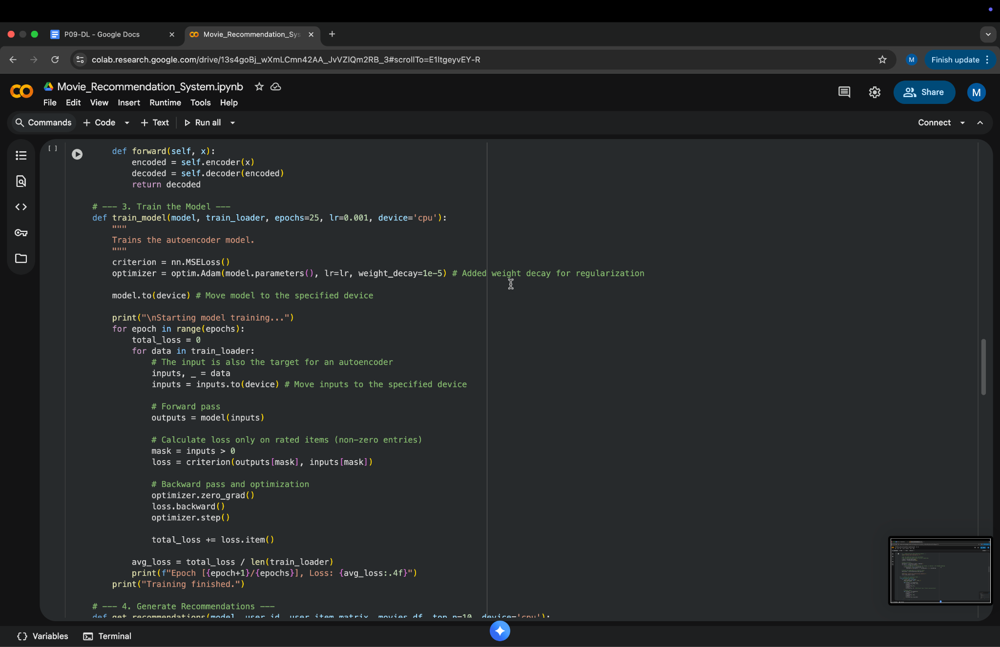 P09-DL - Google Docs
Movie_Recommendation_Sys
colab.research.google.com/drive/13s4goBj_wXmLCmn42AA_JvVZIQm2RB_3#scrollTo=E1ItgeyvEY-R
M
Finish update
Movie_Recommendation_System.ipynb
File Edit View Insert Runtime Tools Help
Share
M
Commands + Code + Text Run all
Connect
[ ]
    def forward(self, x):
        encoded = self.encoder(x)
        decoded = self.decoder(encoded)
        return decoded
# --- 3. Train the Model ---
def train_model(model, train_loader, epochs=25, lr=0.001, device='cpu'):
    """
    Trains the autoencoder model.
    """
    criterion = nn.MSELoss()
    optimizer = optim.Adam(model.parameters(), lr=lr, weight_decay=1e-5) # Added weight decay for regularization
    model.to(device) # Move model to the specified device
    print("\nStarting model training...")
    for epoch in range(epochs):
        total_loss = 0
        for data in train_loader:
            # The input is also the target for an autoencoder
            inputs, _ = data
            inputs = inputs.to(device) # Move inputs to the specified device
            # Forward pass
            outputs = model(inputs)
            # Calculate loss only on rated items (non-zero entries)
            mask = inputs > 0
            loss = criterion(outputs[mask], inputs[mask])
            # Backward pass and optimization
            optimizer.zero_grad()
            loss.backward()
            optimizer.step()
            total_loss += loss.item()
        avg_loss = total_loss / len(train_loader)
        print(f"Epoch [{epoch+1}/{epochs}], Loss: {avg_loss:.4f}")
    print("Training finished.")
# --- 4. Generate Recommendations ---
def get_recommendations(model, user_id, user_item_matrix, movies_df, top_n=10, device='cpu'):
Variables
Terminal